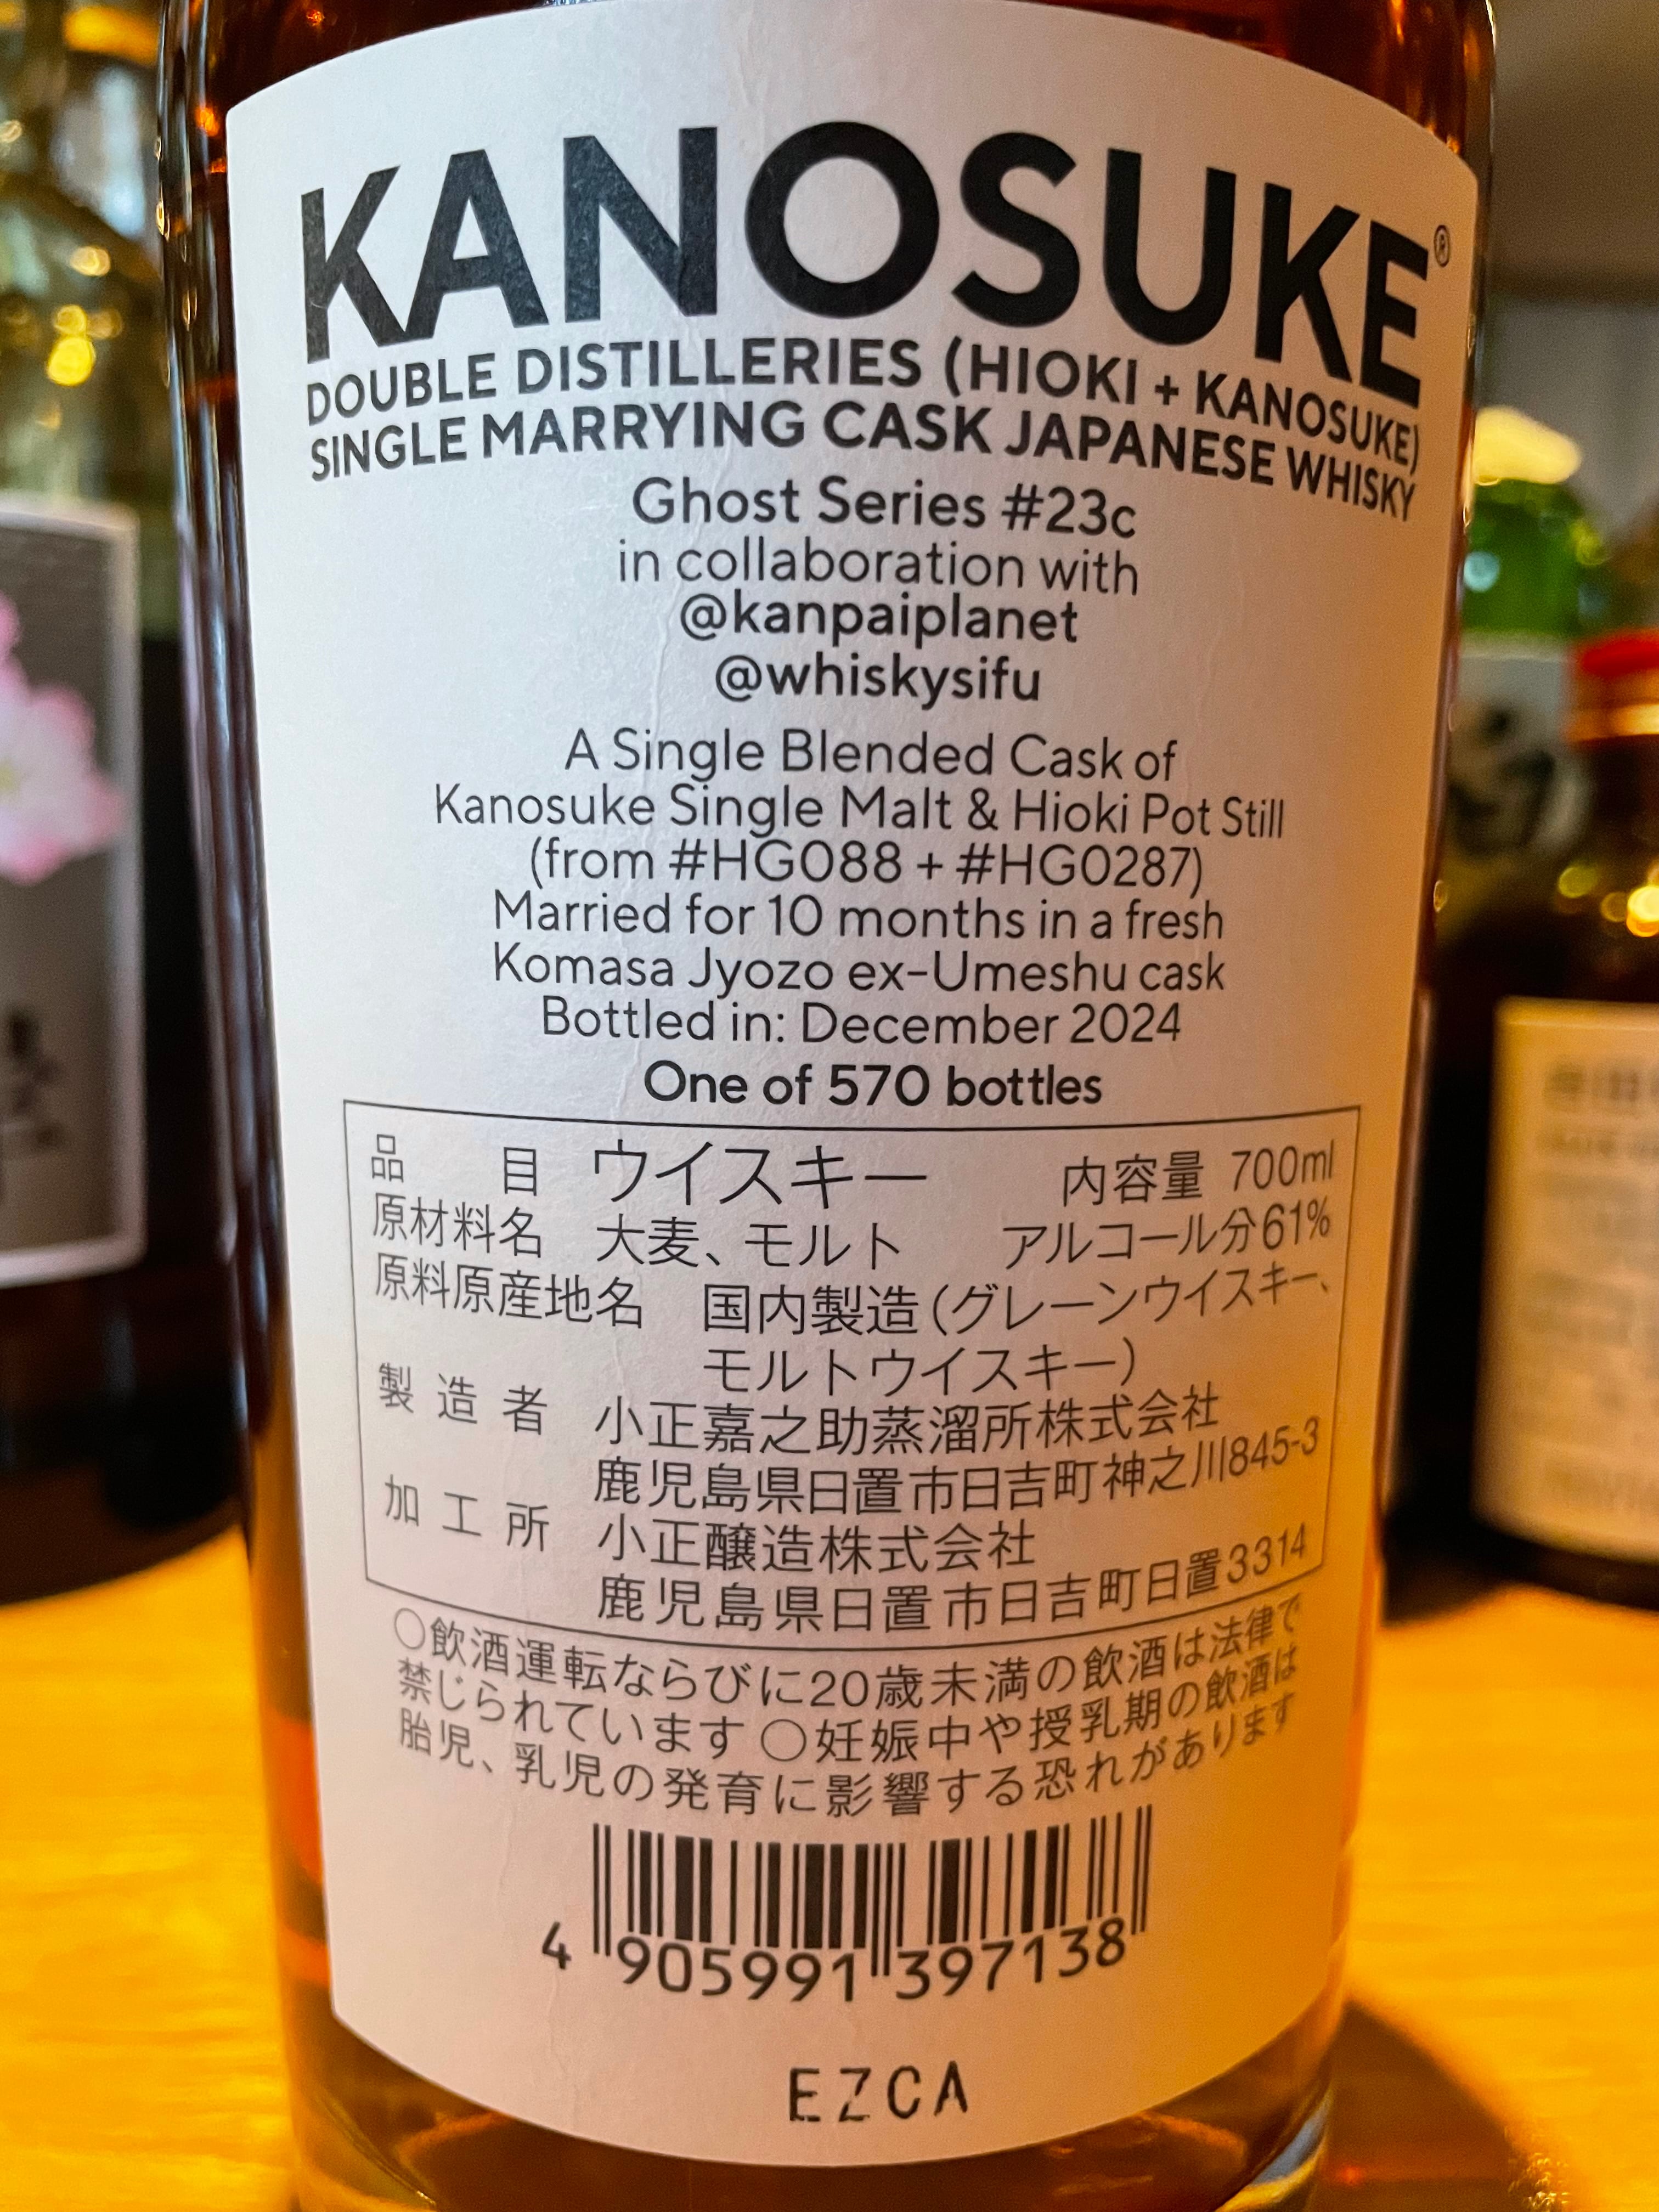 KANOSUKE®
DOUBLE DISTILLERIES (HIOKI + KANOSUKE)
SINGLE MARRYING CASK JAPANESE WHISKY
Ghost Series #23c
in collaboration with
@kanpaiplanet
@whiskysifu
A Single Blended Cask of
Kanosuke Single Malt & Hioki Pot Still
(from #HG088 + #HG0287)
Married for 10 months in a fresh
Komasa Jyozo ex-Umeshu cask
Bottled in: December 2024
One of 570 bottles
品目 ウイスキー 内容量 700ml
原材料名 大麦、モルト アルコール分61%
原料原産地名 国内製造(グレーンウイスキー、
モルトウイスキー)
製造者 小正嘉之助蒸溜所株式会社
鹿児島県日置市日吉町神之川845-3
加工所 小正醸造株式会社
鹿児島県日置市日吉町日置3314
○飲酒運転ならびに20歳未満の飲酒は法律で
禁じられています ○妊娠中や授乳期の飲酒は
胎児、乳児の発育に影響する恐れがあります
4 905991 397138
EZCA